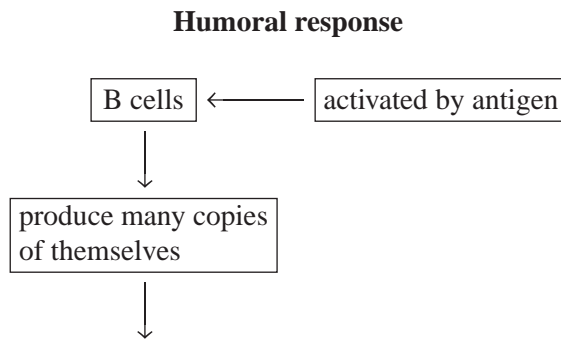 Humoral response
B cells
activated by antigen
produce many copies
of themselves